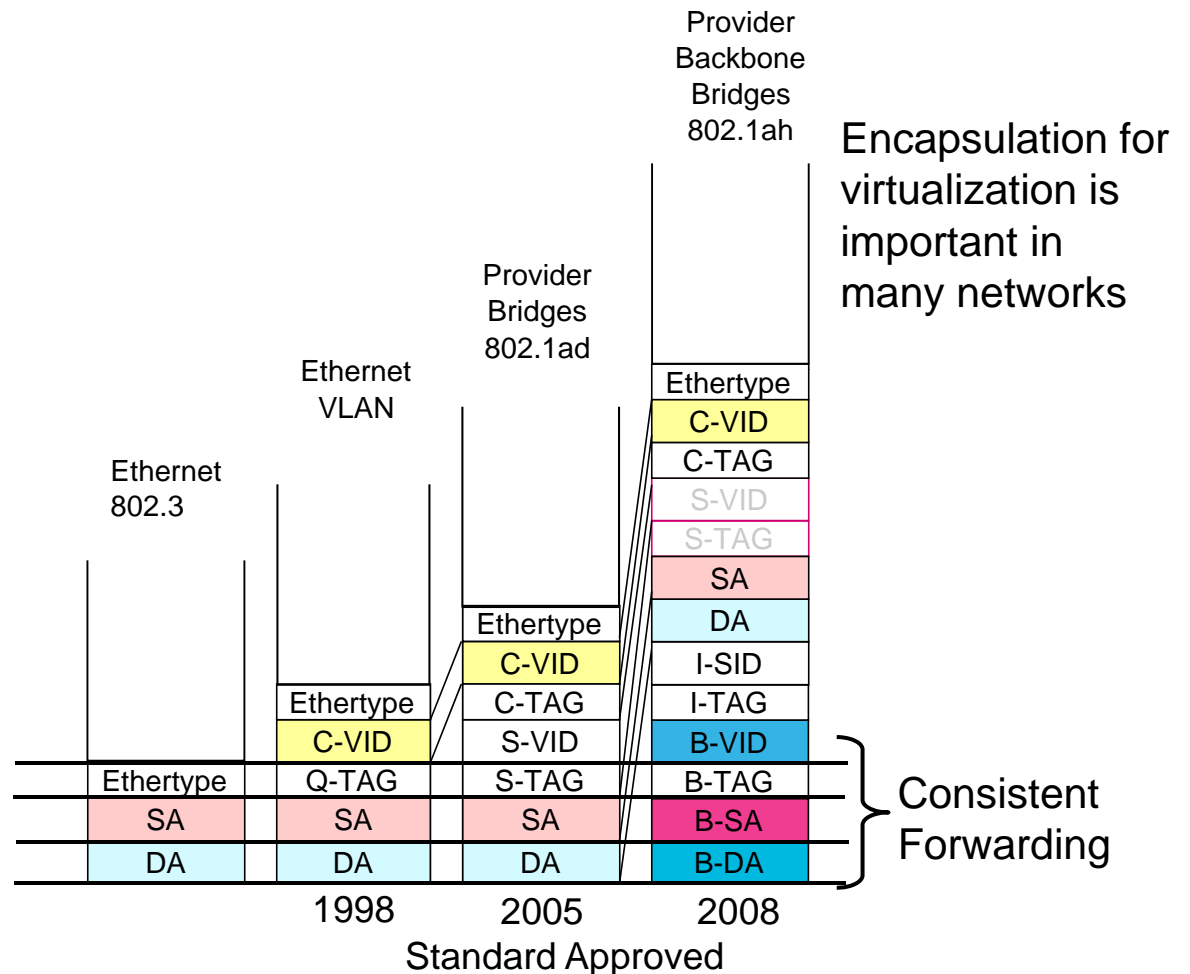 Provider
Backbone
Bridges
802.1ah
Encapsulation for
virtualization is
important in
many networks
Provider
Bridges
802.1ad
Ethernet
VLAN
Ethernet
802.3
Ethertype
SA
DA
Ethertype
C-VID
Q-TAG
SA
DA
Ethertype
C-VID
C-TAG
S-VID
S-TAG
SA
DA
Ethertype
C-VID
C-TAG
S-VID
S-TAG
SA
DA
I-SID
I-TAG
B-VID
B-TAG
B-SA
B-DA
Consistent
Forwarding
1998 2005 2008
Standard Approved